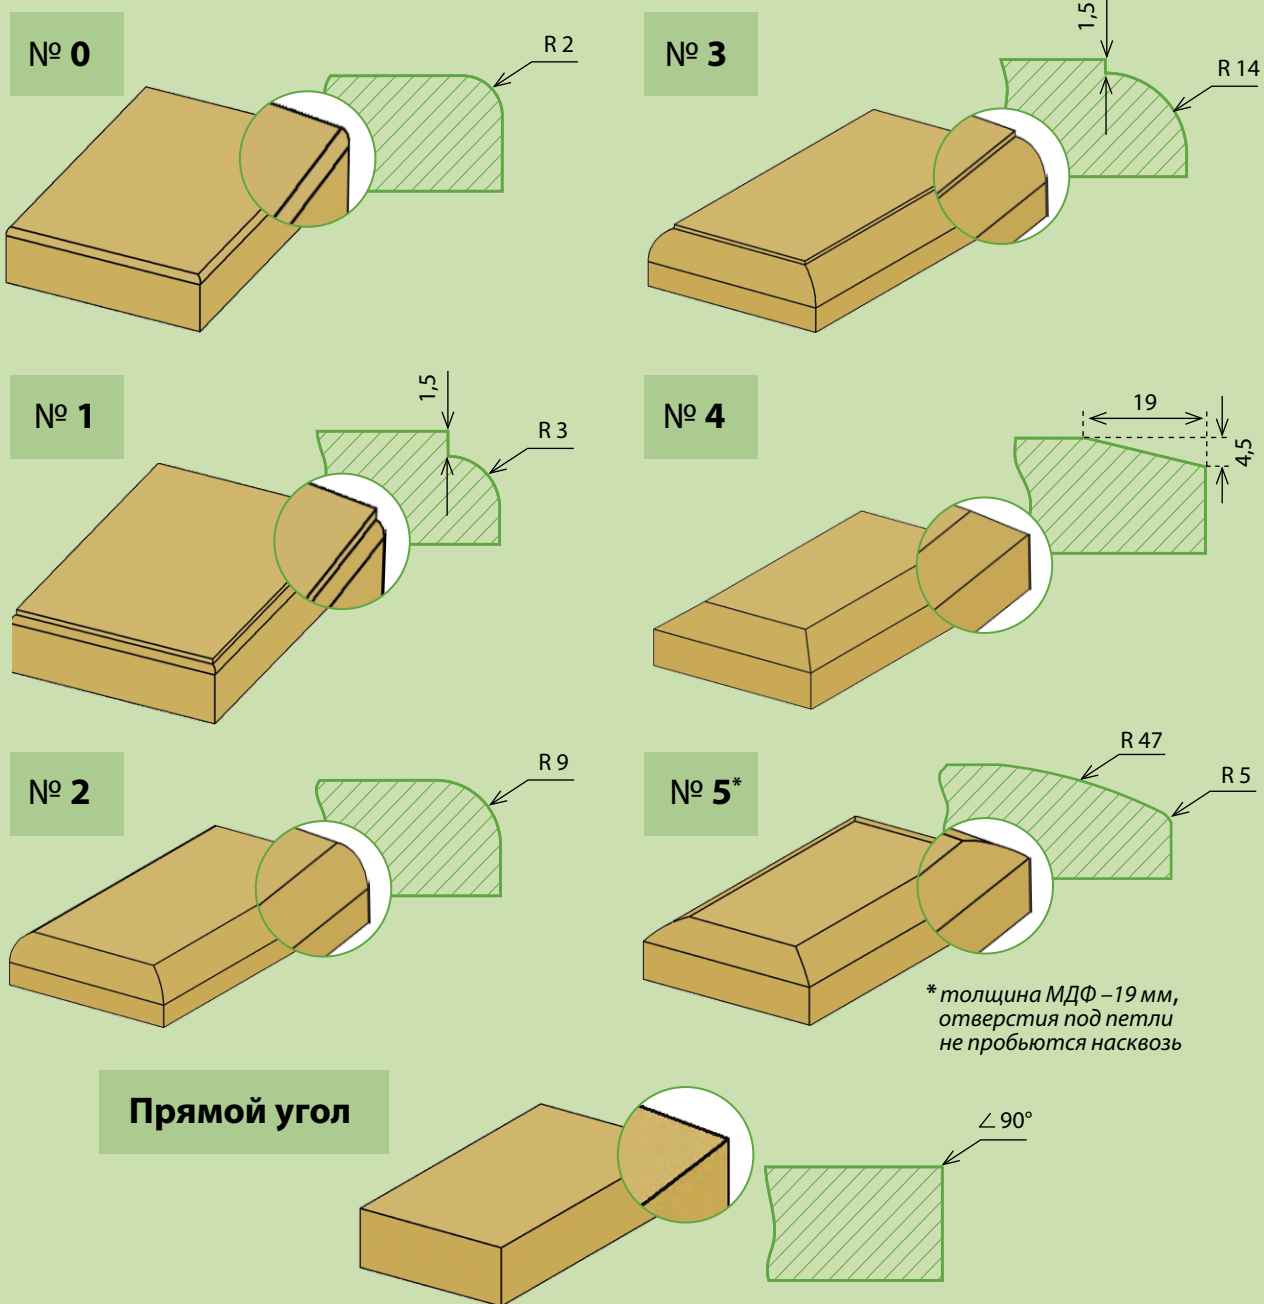 № 0
R 2
№ 3
1,5
R 14
№ 1
1,5
R 3
№ 4
19
4,5
№ 2
R 9
№ 5*
R 47
R 5
* толщина МДФ –19 мм,
отверстия под петли
не пробьются насквозь
Прямой угол
∠ 90°